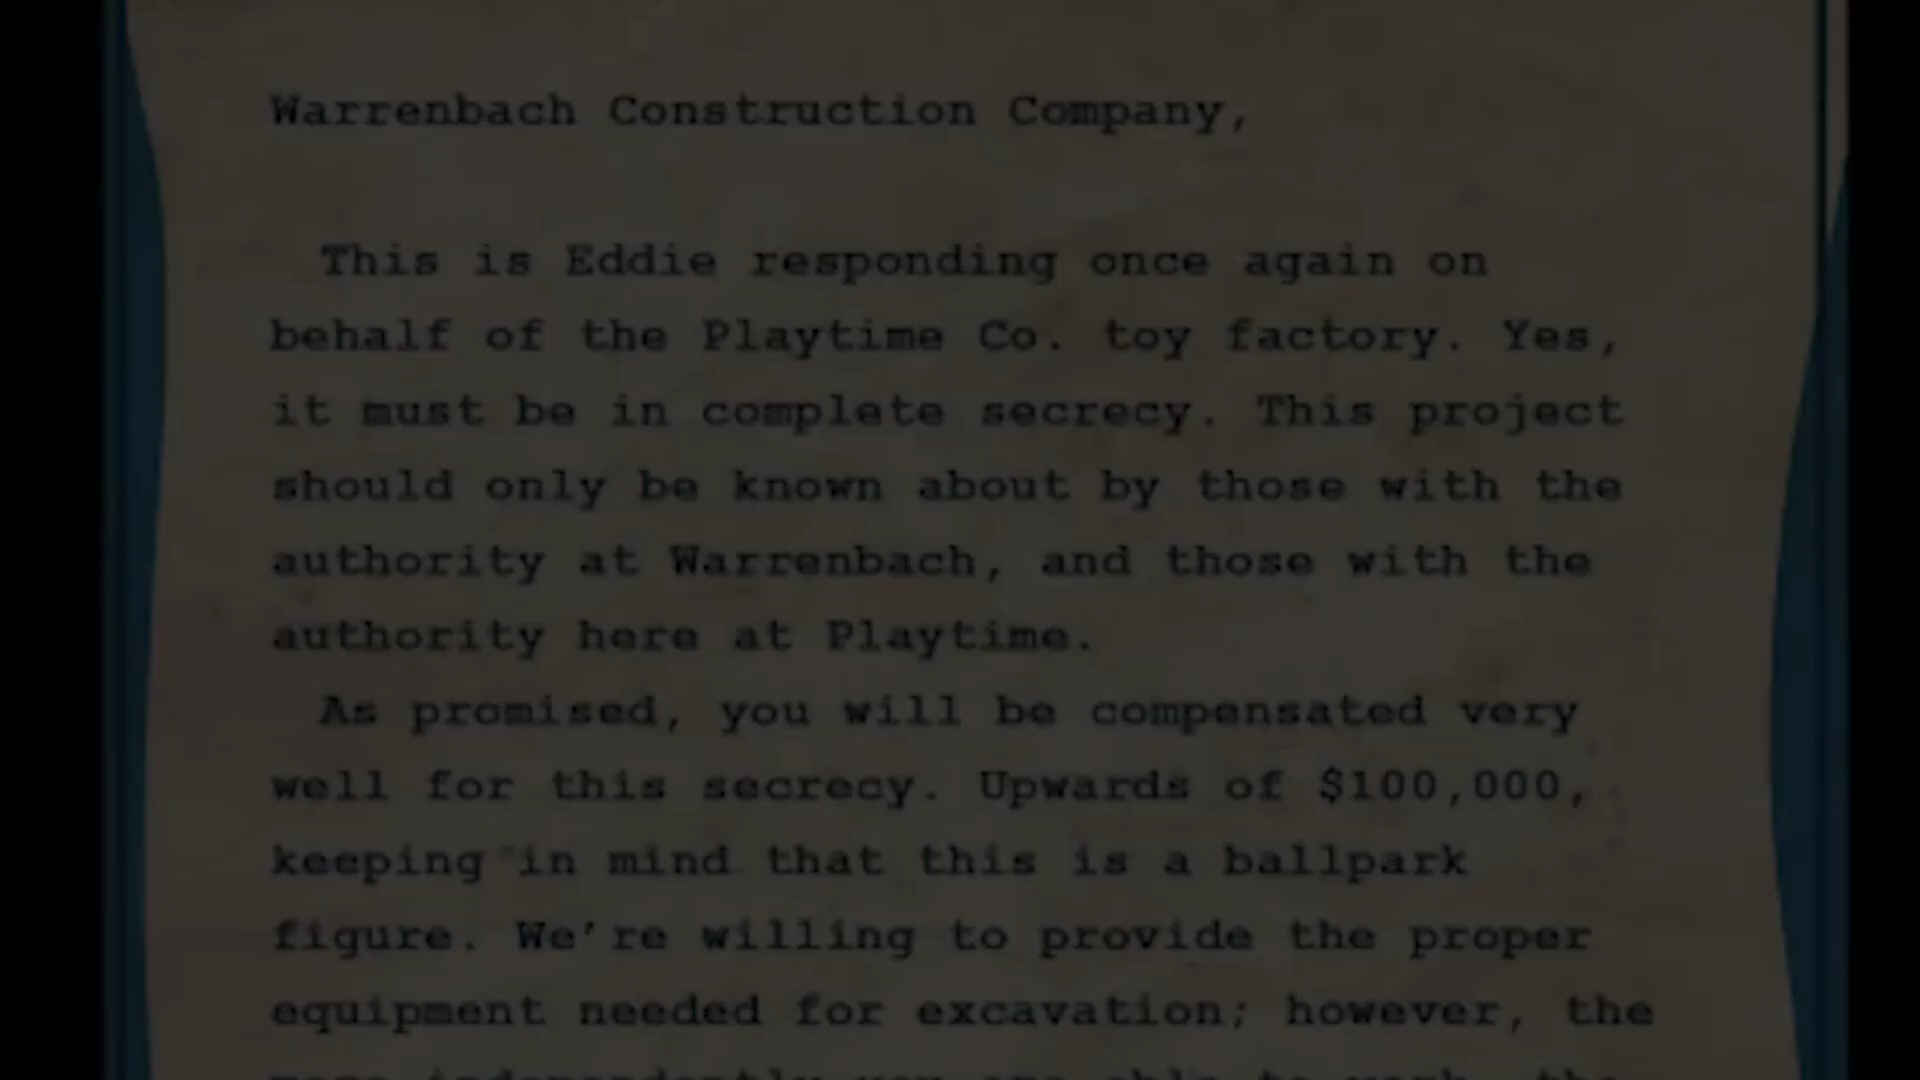 Warrenbach Construction Company,
This is Eddie responding once again on
behalf of the Playtime Co. toy factory. Yes,
it must be in complete secrecy. This project
should only be known about by those with the
authority at Warrenbach, and those with the
authority here at Playtime.
As promised, you will be compensated very
well for this secrecy. Upwards of $100,000,
keeping in mind that this is a ballpark
figure. We're willing to provide the proper
equipment needed for excavation; however, the